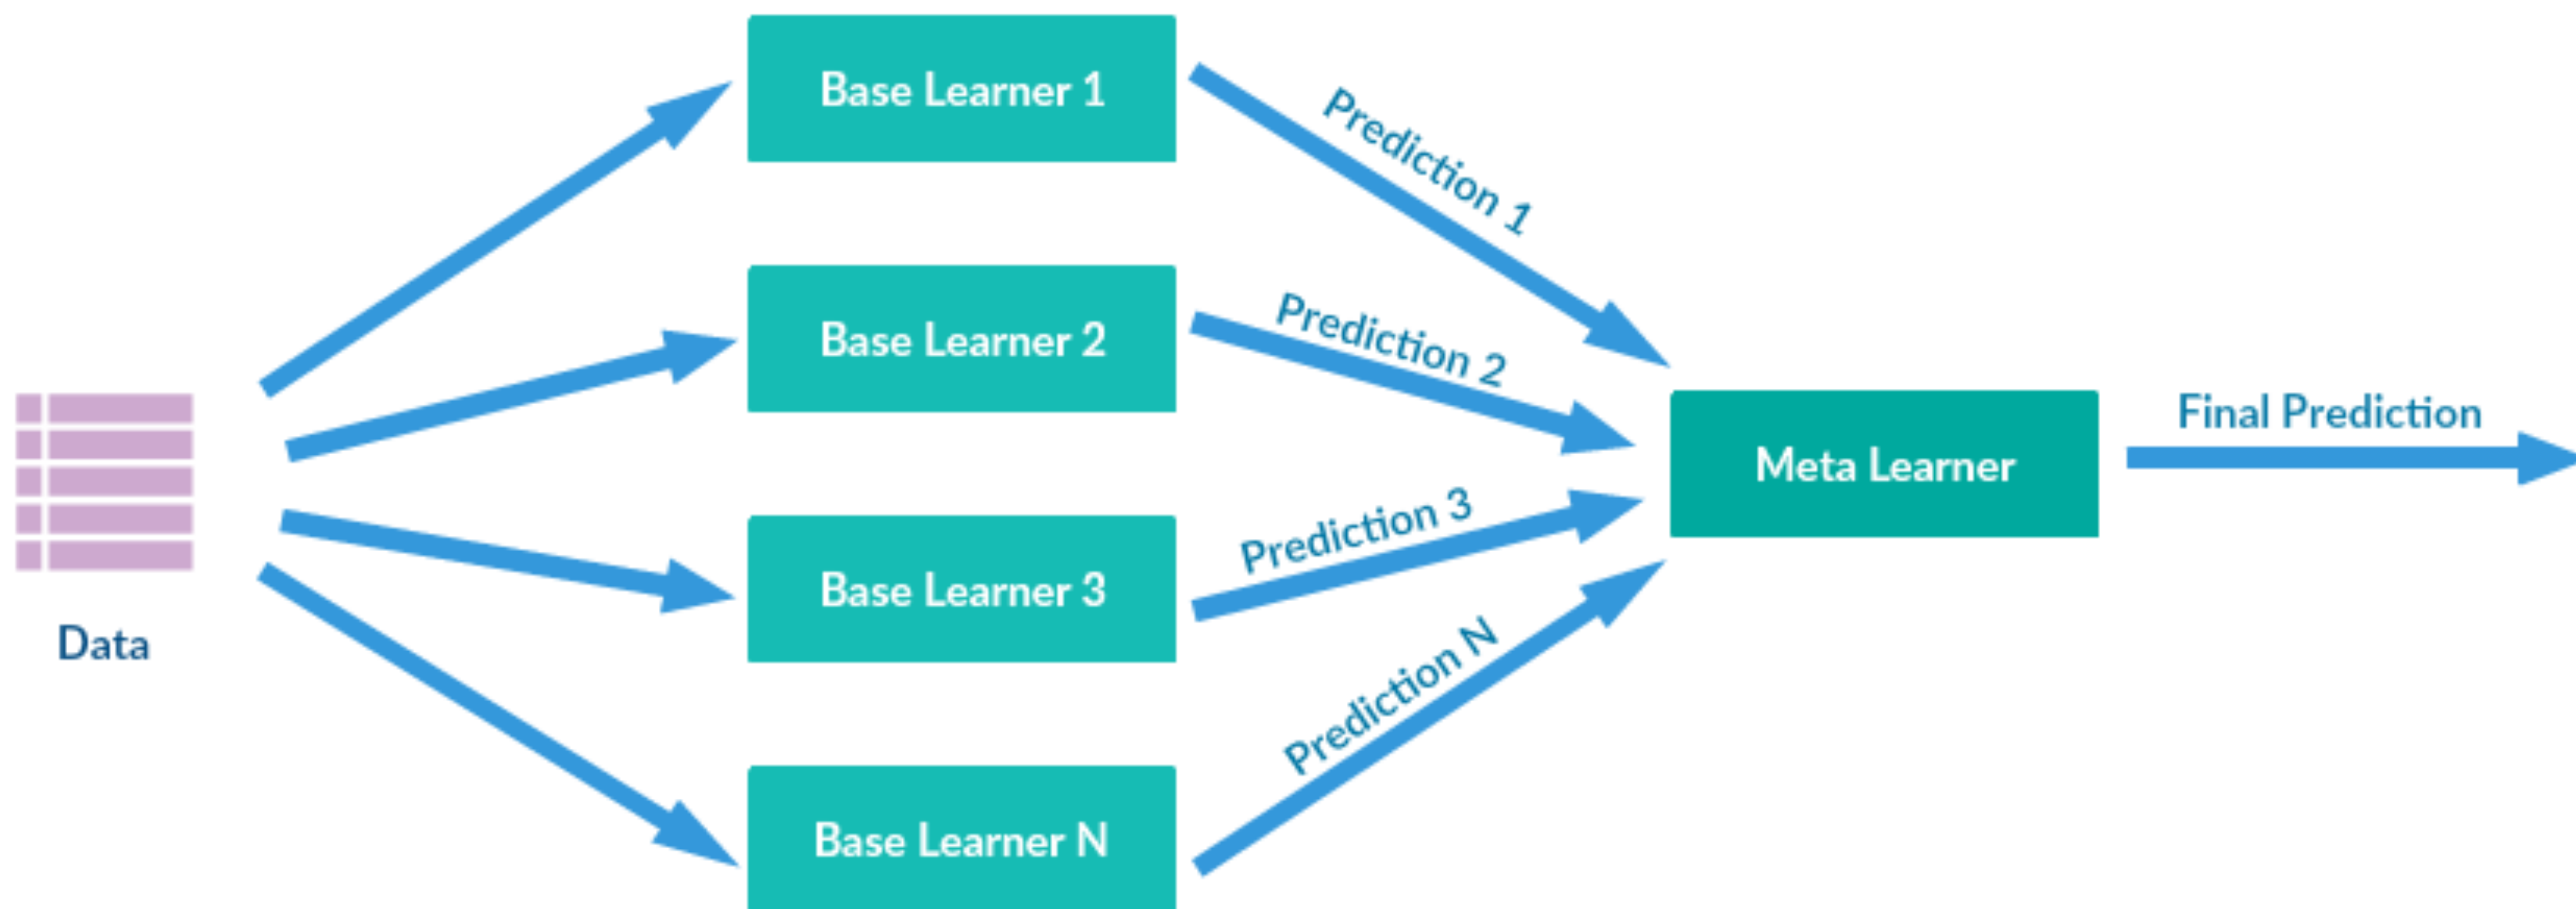 Data
Base Learner 1
Base Learner 2
Base Learner 3
Base Learner N
Prediction 1
Prediction 2
Prediction 3
Prediction N
Meta Learner
Final Prediction